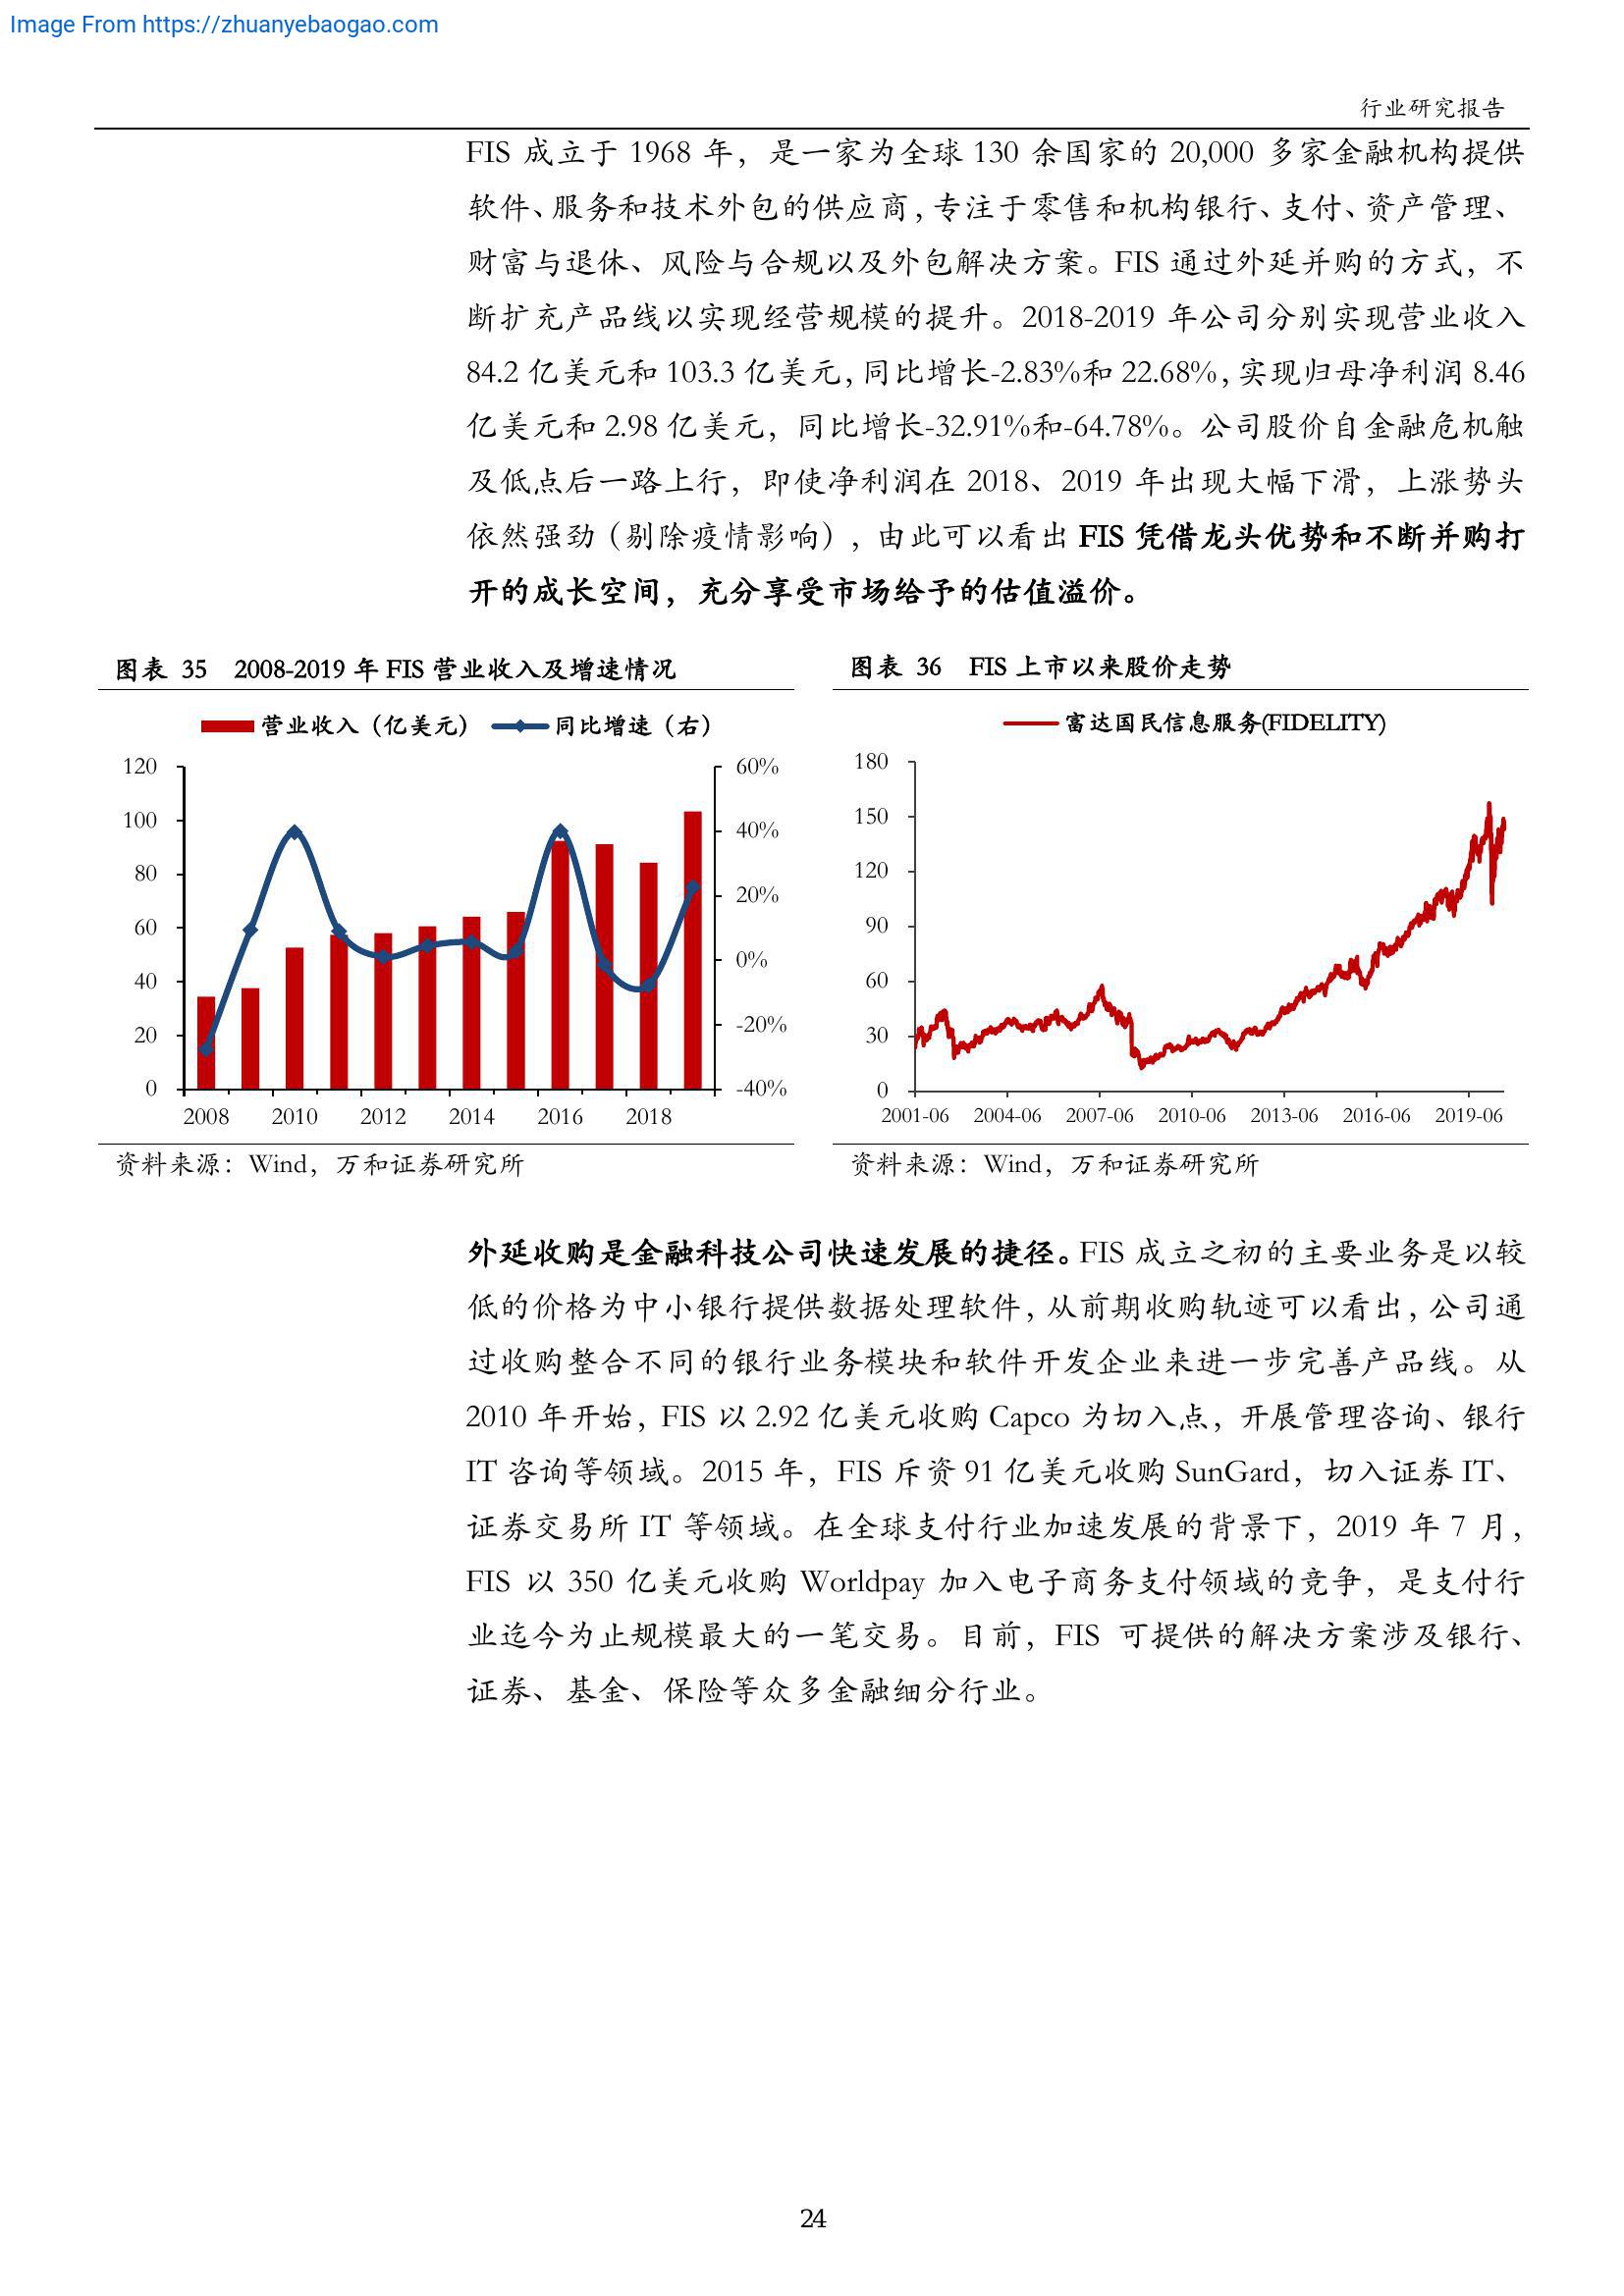 Image From https://zhuanyebaogao.com
行业研究报告
FIS 成立于 1968 年，是一家为全球 130 余国家的 20,000 多家金融机构提供
软件、服务和技术外包的供应商，专注于零售和机构银行、支付、资产管理、
财富与退休、风险与合规以及外包解决方案。FIS 通过外延并购的方式，不
断扩充产品线以实现经营规模的提升。2018-2019 年公司分别实现营业收入
84.2 亿美元和 103.3 亿美元，同比增长-2.83%和 22.68%，实现归母净利润 8.46
亿美元和 2.98 亿美元，同比增长-32.91%和-64.78%。公司股价自金融危机触
及低点后一路上行，即使净利润在 2018、2019 年出现大幅下滑，上涨势头
依然强劲（剔除疫情影响），由此可以看出 FIS 凭借龙头优势和不断并购打
开的成长空间，充分享受市场给予的估值溢价。
图表 35 2008-2019 年 FIS 营业收入及增速情况
营业收入（亿美元） 同比增速（右）
120
100
80
60
40
20
0
60%
40%
20%
0%
-20%
-40%
2008 2010 2012 2014 2016 2018
资料来源：Wind，万和证券研究所
图表 36 FIS 上市以来股价走势
富达国民信息服务(FIDELITY)
180
150
120
90
60
30
0
2001-06 2004-06 2007-06 2010-06 2013-06 2016-06 2019-06
资料来源：Wind，万和证券研究所
外延收购是金融科技公司快速发展的捷径。FIS 成立之初的主要业务是以较
低的价格为中小银行提供数据处理软件，从前期收购轨迹可以看出，公司通
过收购整合不同的银行业务模块和软件开发企业来进一步完善产品线。从
2010 年开始，FIS 以 2.92 亿美元收购 Capco 为切入点，开展管理咨询、银行
IT 咨询等领域。2015 年，FIS 斥资 91 亿美元收购 SunGard，切入证券 IT、
证券交易所 IT 等领域。在全球支付行业加速发展的背景下，2019 年 7 月，
FIS 以 350 亿美元收购 Worldpay 加入电子商务支付领域的竞争，是支付行
业迄今为止规模最大的一笔交易。目前，FIS 可提供的解决方案涉及银行、
证券、基金、保险等众多金融细分行业。
24